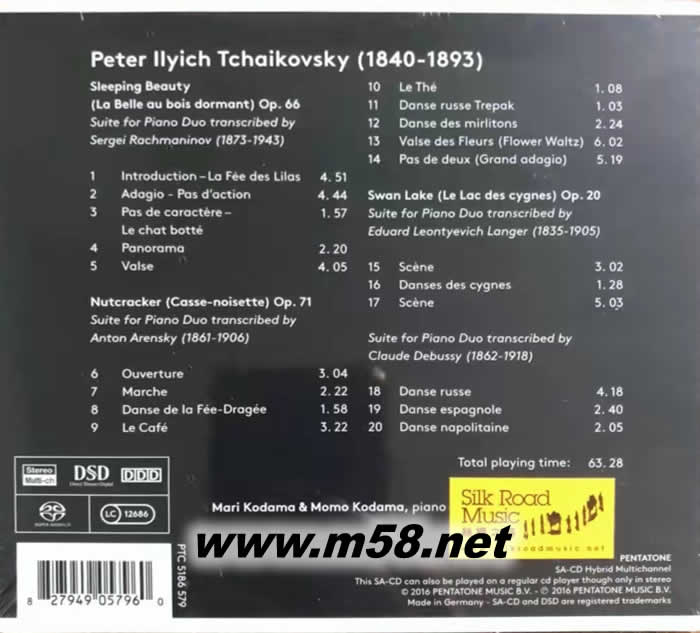 Peter Ilyich Tchaikovsky (1840-1893)
Sleeping Beauty
(La Belle au bois dormant) Op. 66
Suite for Piano Duo transcribed by
Sergei Rachmaninov (1873-1943)
1 Introduction – La Fée des Lilas 4.51
2 Adagio - Pas d'action 4.44
3 Pas de caractère – 1.57
Le chat botté
4 Panorama 2.20
5 Valse 4.05
Nutcracker (Casse-noisette) Op. 71
Suite for Piano Duo transcribed by
Anton Arensky (1861-1906)
6 Ouverture 3.04
7 Marche 2.22
8 Danse de la Fée-Dragée 1.58
9 Le Café 3.22
10 Le Thé 1.08
11 Danse russe Trepak 1.03
12 Danse des mirlitons 2.24
13 Valse des Fleurs (Flower Waltz) 6.02
14 Pas de deux (Grand adagio) 5.19
Swan Lake (Le Lac des cygnes) Op. 20
Suite for Piano Duo transcribed by
Eduard Leontyevich Langer (1835-1905)
15 Scène 3.02
16 Danses des cygnes 1.28
17 Scène 5.03
Suite for Piano Duo transcribed by
Claude Debussy (1862-1918)
18 Danse russe 4.18
19 Danse espagnole 2.40
20 Danse napolitaine 2.05
Total playing time: 63.28
Stereo
Multi-ch
DSD
Direct Stream Digital
DDD
SUPER AUDIO CD
LC 12686
Mari Kodama & Momo Kodama, piano
Silk Road
Music
roadmusic.net
www.m58.net
PTC 5186 579
8 27949 05796 0
PENTATONE
SA-CD Hybrid Multichannel
This SA-CD can also be played on a regular cd player though only in stereo
© 2016 PENTATONE MUSIC B.V. - ℗ 2016 PENTATONE MUSIC B.V.
Made in Germany - SA-CD and DSD are registered trademarks